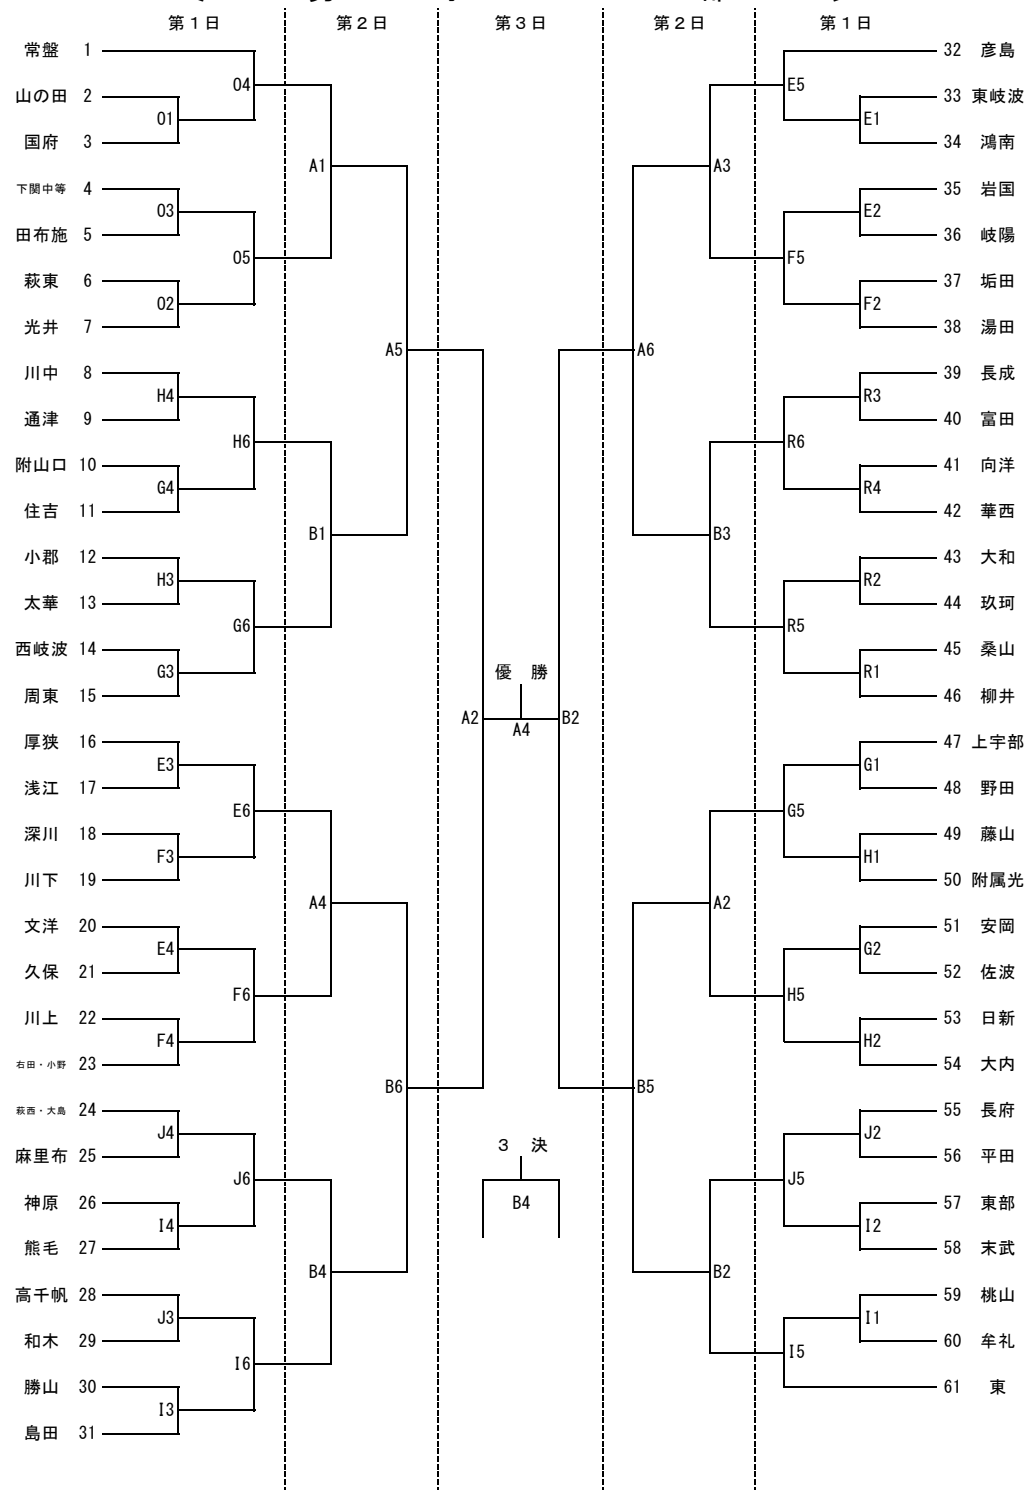 第１日 第２日 第３日 第２日 第１日
常盤 1
山の田 2
国府 3
下関中等 4
田布施 5
萩東 6
光井 7
川中 8
通津 9
附山口 10
住吉 11
小郡 12
太華 13
西岐波 14
周東 15
厚狭 16
浅江 17
深川 18
川下 19
文洋 20
久保 21
川上 22
右田・小野 23
萩西・大島 24
麻里布 25
神原 26
熊毛 27
高千帆 28
和木 29
勝山 30
島田 31
O4
O1
O3
O5
O2
H4
H6
G4
H3
G6
G3
E3
E6
F3
E4
F6
F4
J4
J6
I4
J3
I6
I3
A1
B1
A4
B4
A5
B6
優 勝
A2 A4 B2
３ 決
B4
A6
B5
A3
B3
A2
B2
E5
E1
E2
F5
F2
R3
R6
R4
R2
R5
R1
G1
G5
H1
G2
H5
H2
J2
J5
I2
I1
I5
32 彦島
33 東岐波
34 鴻南
35 岩国
36 岐陽
37 垢田
38 湯田
39 長成
40 富田
41 向洋
42 華西
43 大和
44 玖珂
45 桑山
46 柳井
47 上宇部
48 野田
49 藤山
50 附属光
51 安岡
52 佐波
53 日新
54 大内
55 長府
56 平田
57 東部
58 末武
59 桃山
60 牟礼
61 東